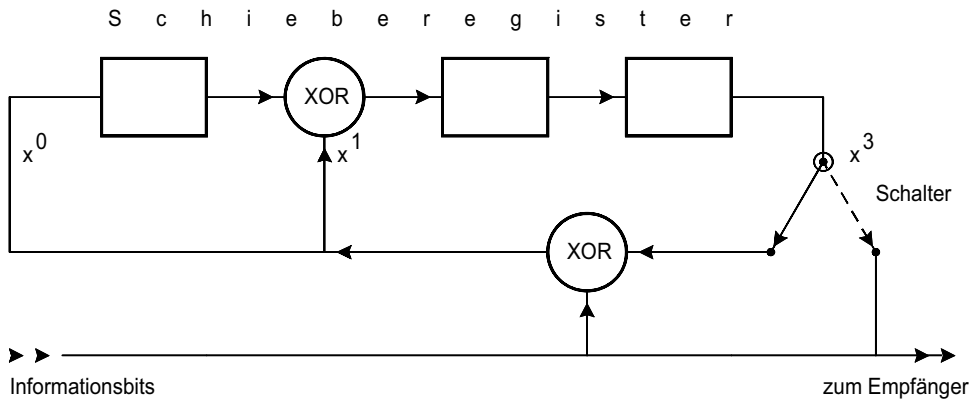 S c h i e b e r e g i s t e r
XOR
x^0
x^1
x^3
Schalter
XOR
Informationsbits
zum Empfänger